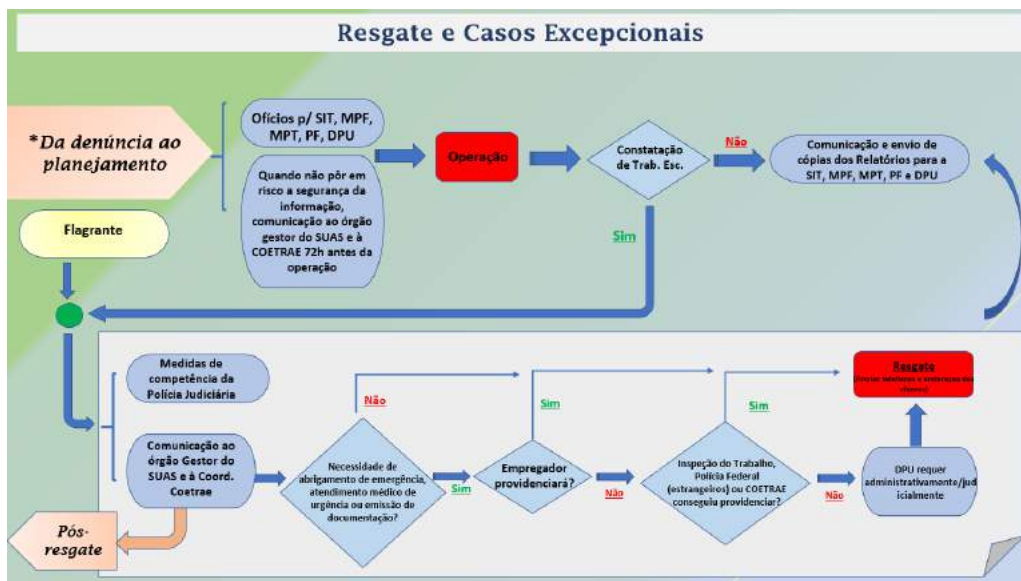 Resgate e Casos Excepcionais
*Da denúncia ao
planejamento
Ofícios p/ SIT, MPF,
MPT, PF, DPU
Quando não pôr em
risco a segurança da
informação,
comunicação ao órgão
gestor do SUAS e à
COETRAE 72h antes da
operação
Operação
Constatação
de Trab. Esc.
Não
Comunicação e envio de
cópias dos Relatórios para a
SIT, MPF, MPT, PF e DPU
Flagrante
Sim
Medidas de
competência da
Polícia Judiciária
Comunicação ao
órgão Gestor do
SUAS e à Coord.
Coetrae
Não
Necessidade de
abrigamento de emergência,
atendimento médico de
urgência ou emissão de
documentação?
Sim
Sim
Empregador
providenciará?
Não
Sim
Inspeção do Trabalho,
Polícia Federal
(estrangeiros) ou COETRAE
conseguiu providenciar?
Não
Resgate
DPU requer
administrativamente/jud
icialmente
Pós-
resgate